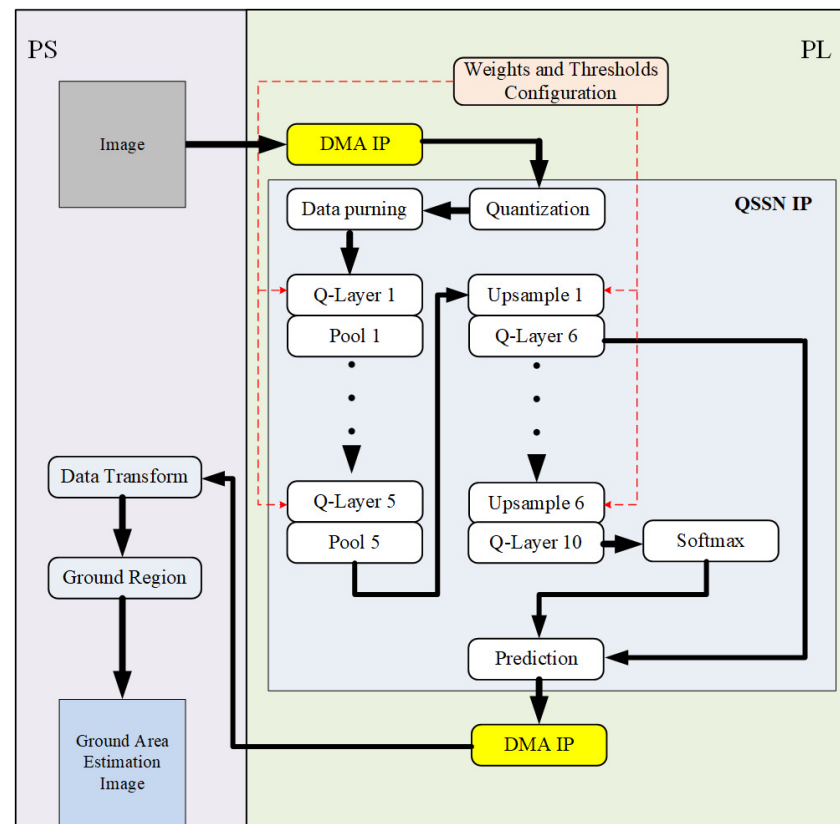 PS
PL
Weights and Thresholds
Configuration
Image
DMA IP
QSSN IP
Data purning
Quantization
Q-Layer 1
Pool 1
Upsample 1
Q-Layer 6
Data Transform
Q-Layer 5
Pool 5
Upsample 6
Q-Layer 10
Softmax
Ground Region
Prediction
Ground Area
Estimation
Image
DMA IP